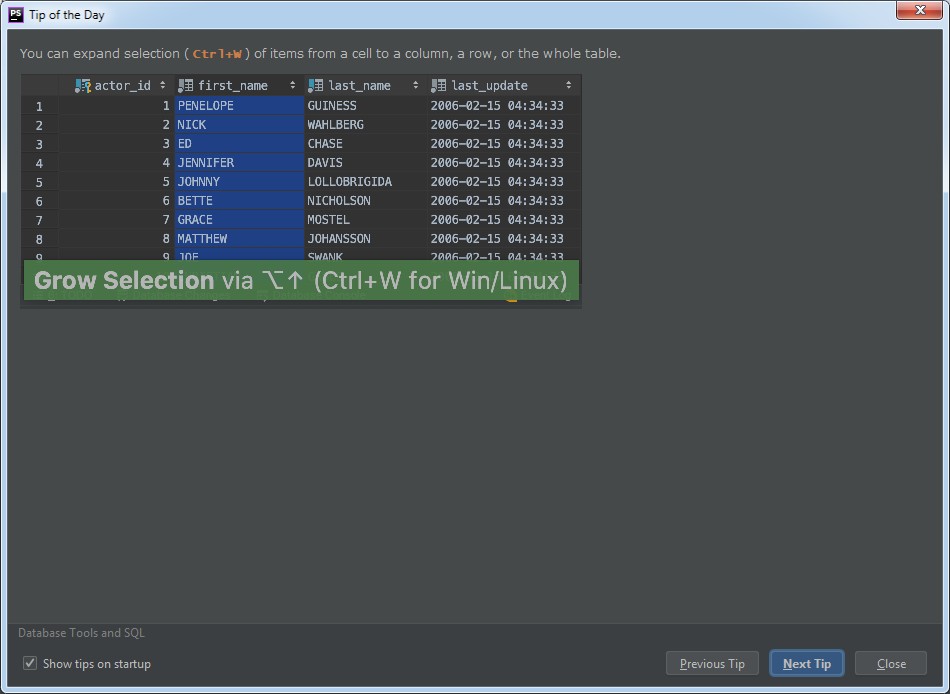 PS Tip of the Day
You can expand selection ( Ctrl+W ) of items from a cell to a column, a row, or the whole table.
actor_id first_name last_name last_update
1 1 PENELOPE GUINESS 2006-02-15 04:34:33
2 2 NICK WAHLBERG 2006-02-15 04:34:33
3 3 ED CHASE 2006-02-15 04:34:33
4 4 JENNIFER DAVIS 2006-02-15 04:34:33
5 5 JOHNNY LOLLOBRIGIDA 2006-02-15 04:34:33
6 6 BETTE NICHOLSON 2006-02-15 04:34:33
7 7 GRACE MOSTEL 2006-02-15 04:34:33
8 8 MATTHEW JOHANSSON 2006-02-15 04:34:33
9 9 JOE SWANK 2006-02-15 04:34:33
Grow Selection via ⌥↑ (Ctrl+W for Win/Linux)
Database Tools and SQL
Show tips on startup
Previous Tip Next Tip Close